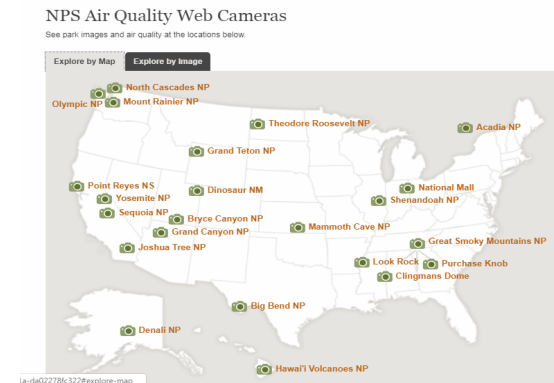 NPS Air Quality Web Cameras
See park images and air quality at the locations below.
Explore by Map Explore by Image
North Cascades NP
Olympic NP Mount Rainier NP
Theodore Roosevelt NP
Acadia NP
Grand Teton NP
Point Reyes NS
Dinosaur NM
National Mall
Yosemite NP
Shenandoah NP
Sequoia NP
Bryce Canyon NP
Mammoth Cave NP
Grand Canyon NP
Great Smoky Mountains NP
Joshua Tree NP
Look Rock Purchase Knob
Clingmans Dome
Big Bend NP
Denali NP
Hawai'i Volcanoes NP
a-da02278fc322#explore-map